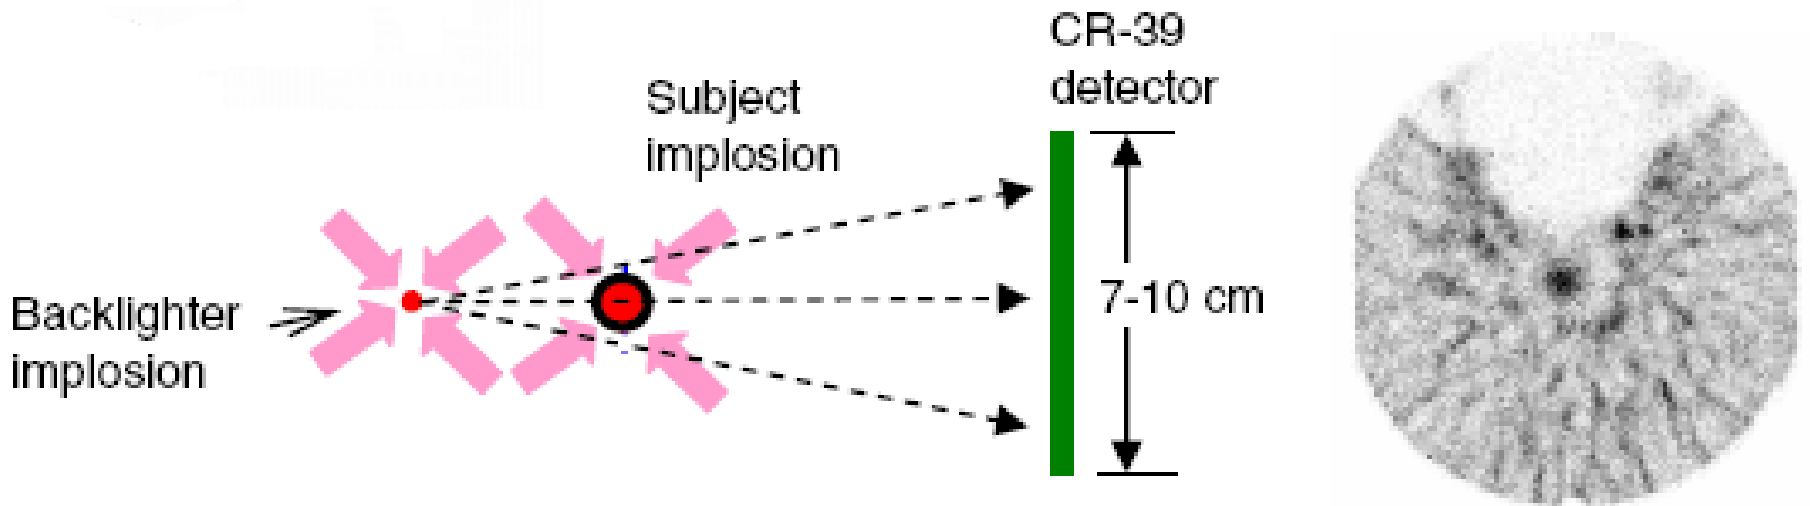 Backlighter
implosion
Subject
implosion
CR-39
detector
7-10 cm